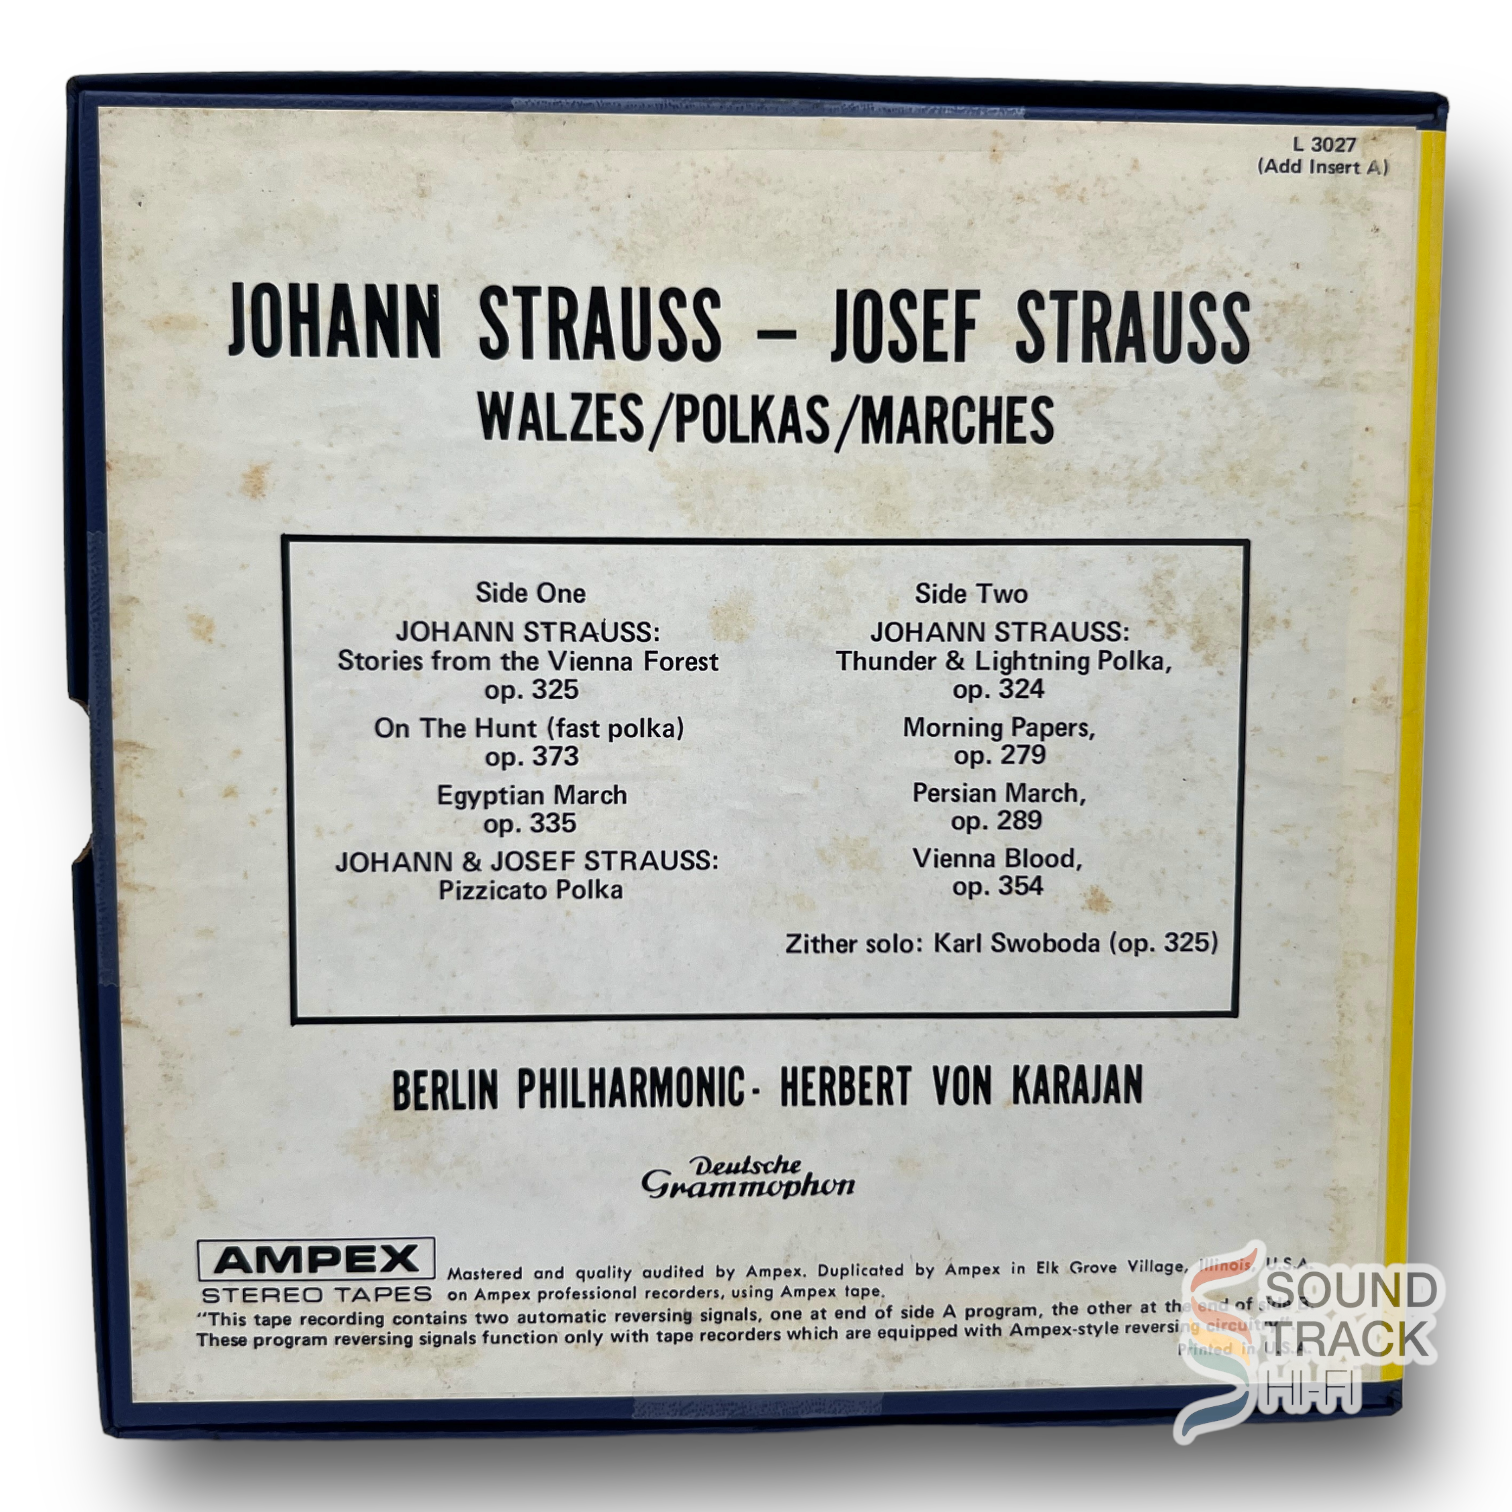 L 3027
(Add Insert A)
JOHANN STRAUSS – JOSEF STRAUSS
WALZES/POLKAS/MARCHES
Side One
JOHANN STRAUSS:
Stories from the Vienna Forest
op. 325
On The Hunt (fast polka)
op. 373
Egyptian March
op. 335
JOHANN & JOSEF STRAUSS:
Pizzicato Polka
Side Two
JOHANN STRAUSS:
Thunder & Lightning Polka,
op. 324
Morning Papers,
op. 279
Persian March,
op. 289
Vienna Blood,
op. 354
Zither solo: Karl Swoboda (op. 325)
BERLIN PHILHARMONIC · HERBERT VON KARAJAN
Deutsche
Grammophon
AMPEX
STEREO TAPES
Mastered and quality audited by Ampex. Duplicated by Ampex in Elk Grove Village, Illinois, U.S.A.
on Ampex professional recorders, using Ampex tape.
"This tape recording contains two automatic reversing signals, one at end of side A program, the other at the end of side B.
These program reversing signals function only with tape recorders which are equipped with Ampex-style reversing circuitry."
Printed in U.S.A.
SOUND
TRACK
HI-FI